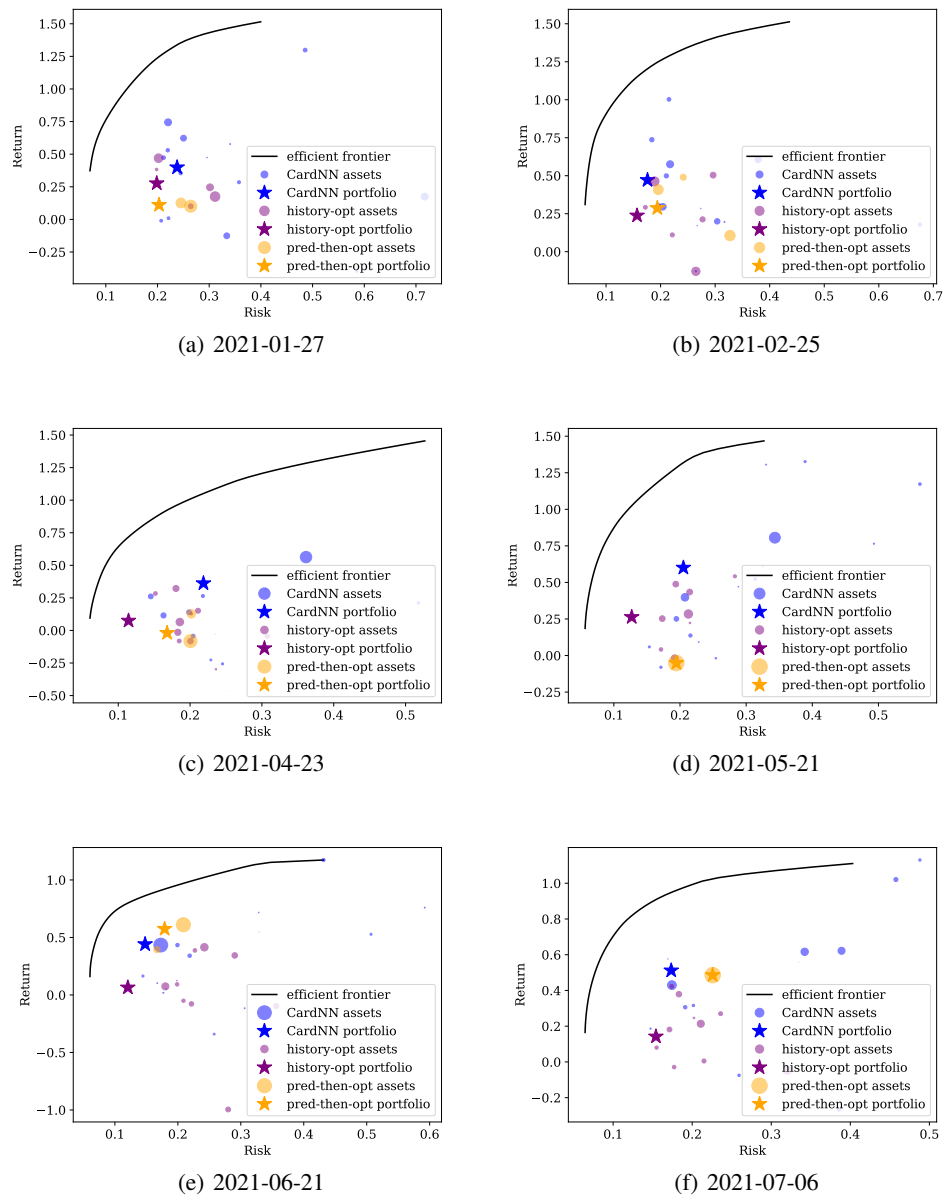 1.50
1.25
1.00
0.75
0.50
0.25
0.00
−0.25
Return
0.1 0.2 0.3 0.4 0.5 0.6 0.7
Risk
efficient frontier
CardNN assets
CardNN portfolio
history-opt assets
history-opt portfolio
pred-then-opt assets
pred-then-opt portfolio
(a) 2021-01-27
1.50
1.25
1.00
0.75
0.50
0.25
0.00
Return
0.1 0.2 0.3 0.4 0.5 0.6 0.7
Risk
efficient frontier
CardNN assets
CardNN portfolio
history-opt assets
history-opt portfolio
pred-then-opt assets
pred-then-opt portfolio
(b) 2021-02-25
1.50
1.25
1.00
0.75
0.50
0.25
0.00
−0.25
−0.50
Return
0.1 0.2 0.3 0.4 0.5
Risk
efficient frontier
CardNN assets
CardNN portfolio
history-opt assets
history-opt portfolio
pred-then-opt assets
pred-then-opt portfolio
(c) 2021-04-23
1.50
1.25
1.00
0.75
0.50
0.25
0.00
−0.25
Return
0.1 0.2 0.3 0.4 0.5
Risk
efficient frontier
CardNN assets
CardNN portfolio
history-opt assets
history-opt portfolio
pred-then-opt assets
pred-then-opt portfolio
(d) 2021-05-21
1.0
0.5
0.0
−0.5
−1.0
Return
0.1 0.2 0.3 0.4 0.5 0.6
Risk
efficient frontier
CardNN assets
CardNN portfolio
history-opt assets
history-opt portfolio
pred-then-opt assets
pred-then-opt portfolio
(e) 2021-06-21
1.0
0.8
0.6
0.4
0.2
0.0
−0.2
Return
0.1 0.2 0.3 0.4 0.5
Risk
efficient frontier
CardNN assets
CardNN portfolio
history-opt assets
history-opt portfolio
pred-then-opt assets
pred-then-opt portfolio
(f) 2021-07-06